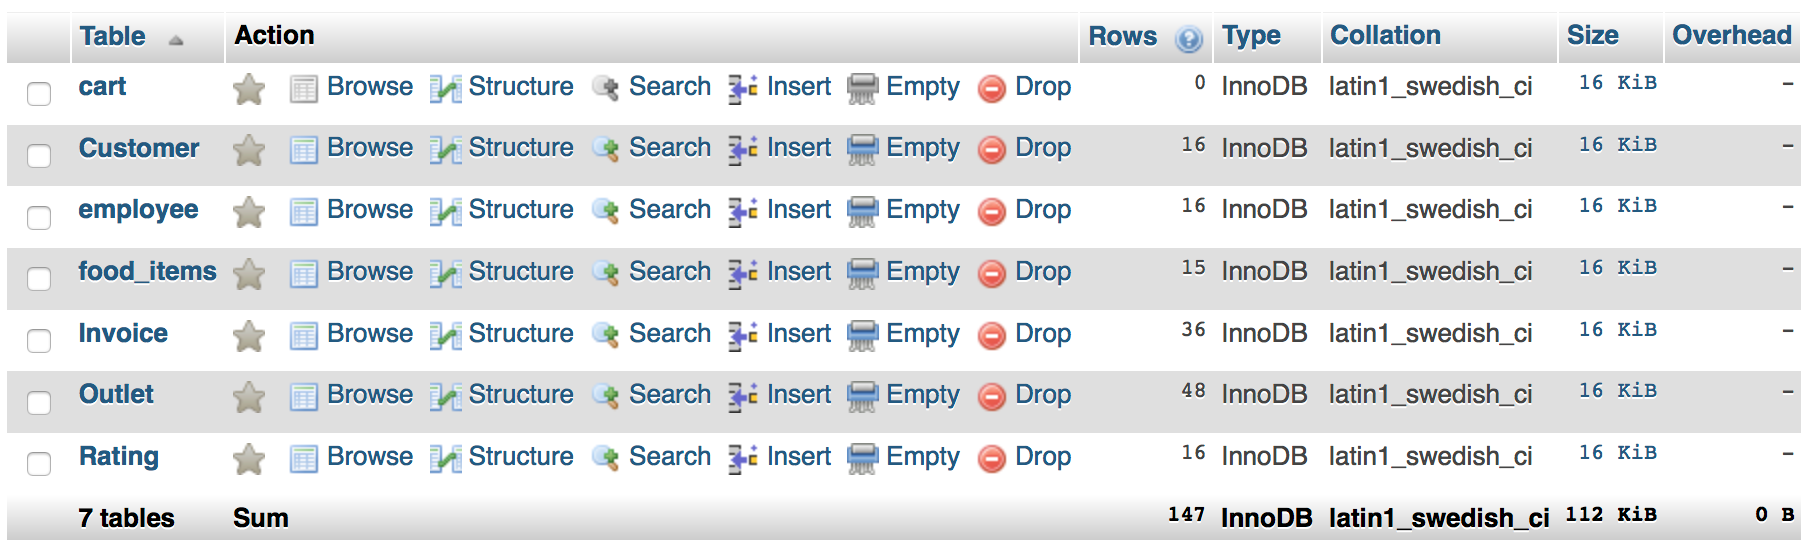 Table Action Rows Type Collation Size Overhead
cart Browse Structure Search Insert Empty Drop 0 InnoDB latin1_swedish_ci 16 KiB –
Customer Browse Structure Search Insert Empty Drop 16 InnoDB latin1_swedish_ci 16 KiB –
employee Browse Structure Search Insert Empty Drop 16 InnoDB latin1_swedish_ci 16 KiB –
food_items Browse Structure Search Insert Empty Drop 15 InnoDB latin1_swedish_ci 16 KiB –
Invoice Browse Structure Search Insert Empty Drop 36 InnoDB latin1_swedish_ci 16 KiB –
Outlet Browse Structure Search Insert Empty Drop 48 InnoDB latin1_swedish_ci 16 KiB –
Rating Browse Structure Search Insert Empty Drop 16 InnoDB latin1_swedish_ci 16 KiB –
7 tables Sum 147 InnoDB latin1_swedish_ci 112 KiB 0 B